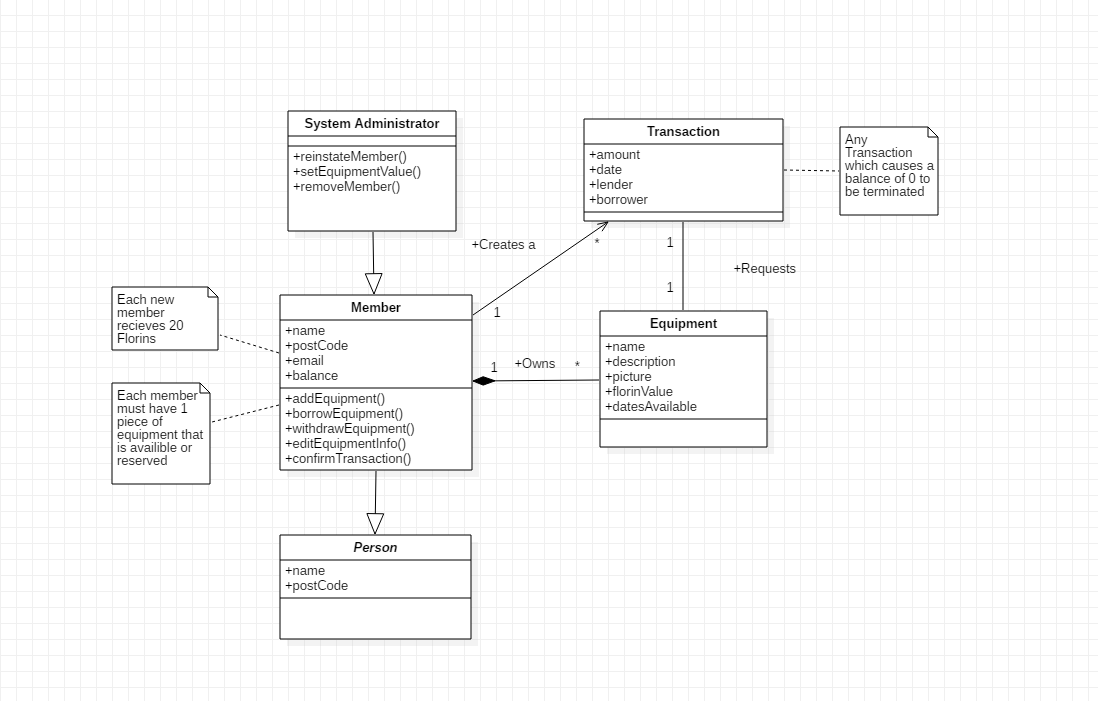 System Administrator
+reinstateMember()
+setEquipmentValue()
+removeMember()
Transaction
+amount
+date
+lender
+borrower
Any
Transaction
which causes a
balance of 0 to
be terminated
+Creates a
*
1
1
+Requests
1
Each new
member
recieves 20
Florins
Member
+name
+postCode
+email
+balance
+addEquipment()
+borrowEquipment()
+withdrawEquipment()
+editEquipmentInfo()
+confirmTransaction()
1
+Owns
*
Equipment
+name
+description
+picture
+florinValue
+datesAvailable
Each member
must have 1
piece of
equipment that
is availible or
reserved
Person
+name
+postCode